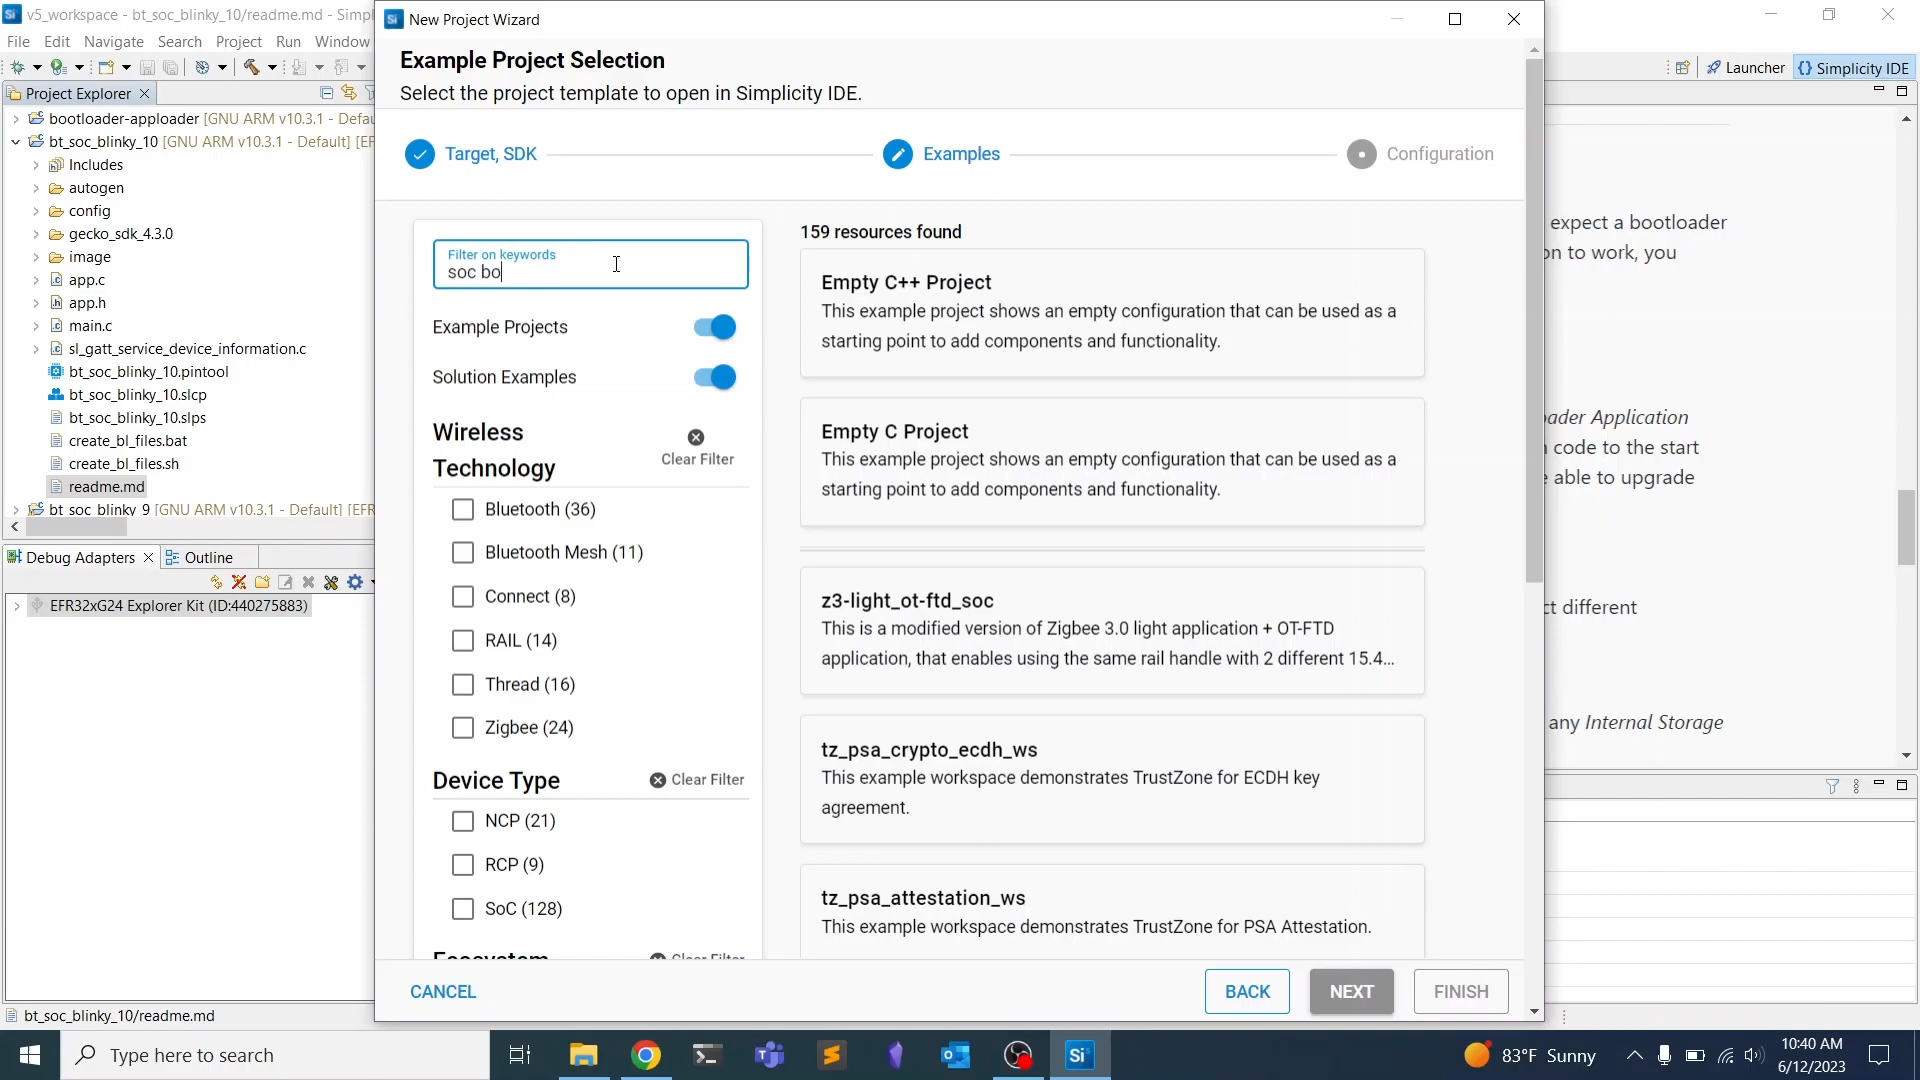 v5_workspace - bt_soc_blinky_10/readme.md - Simplici
File Edit Navigate Search Project Run Window
Launcher
Simplicity IDE
Project Explorer
bootloader-apploader [GNU ARM v10.3.1 - Defau
bt_soc_blinky_10 [GNU ARM v10.3.1 - Default] [EF
Includes
autogen
config
gecko_sdk_4.3.0
image
app.c
app.h
main.c
sl_gatt_service_device_information.c
bt_soc_blinky_10.pintool
bt_soc_blinky_10.slcp
bt_soc_blinky_10.slps
create_bl_files.bat
create_bl_files.sh
readme.md
bt_soc_blinky_9 [GNU ARM v10.3.1 - Default] [EFR
Debug Adapters
Outline
EFR32xG24 Explorer Kit (ID:440275883)
bt_soc_blinky_10/readme.md
New Project Wizard
Example Project Selection
Select the project template to open in Simplicity IDE.
Target, SDK
Examples
Configuration
Filter on keywords
soc bo
Example Projects
Solution Examples
Wireless
Technology
Clear Filter
Bluetooth (36)
Bluetooth Mesh (11)
Connect (8)
RAIL (14)
Thread (16)
Zigbee (24)
Device Type
Clear Filter
NCP (21)
RCP (9)
SoC (128)
Ecosystem
Clear Filter
159 resources found
Empty C++ Project
This example project shows an empty configuration that can be used as a
starting point to add components and functionality.
Empty C Project
This example project shows an empty configuration that can be used as a
starting point to add components and functionality.
z3-light_ot-ftd_soc
This is a modified version of Zigbee 3.0 light application + OT-FTD
application, that enables using the same rail handle with 2 different 15.4...
tz_psa_crypto_ecdh_ws
This example workspace demonstrates TrustZone for ECDH key
agreement.
tz_psa_attestation_ws
This example workspace demonstrates TrustZone for PSA Attestation.
CANCEL
BACK
NEXT
FINISH
expect a bootloader
on to work, you
ader Application
code to the start
able to upgrade
ct different
any Internal Storage
Type here to search
Si
83°F Sunny
10:40 AM
6/12/2023